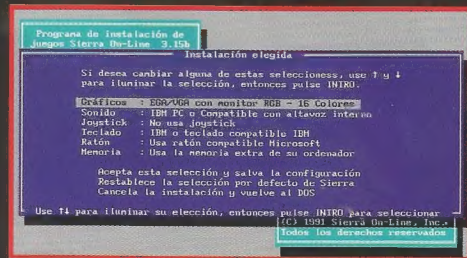 Programa de instalación de
juegos Sierra On-Line 3.15b
Instalación elegida
Si desea cambiar alguna de estas seleccioness, use ↑ y ↓
para iluminar la selección, entonces pulse INTRO.
Gráficos : EGA/VGA con monitor RGB - 16 Colores
Sonido : IBM PC o Compatible con altavoz interno
Joystick : No usa joystick
Teclado : IBM o teclado compatible IBM
Ratón : Usa ratón compatible Microsoft
Memoria : Usa la memoria extra de su ordenador
Acepta esta selección y salva la configuración
Restablece la selección por defecto de Sierra
Cancela la instalación y vuelve al DOS
Use ↑↓ para iluminar su elección, entonces pulse INTRO para seleccionar
(C) 1991 Sierra On-Line, Inc.
Todos los derechos reservados